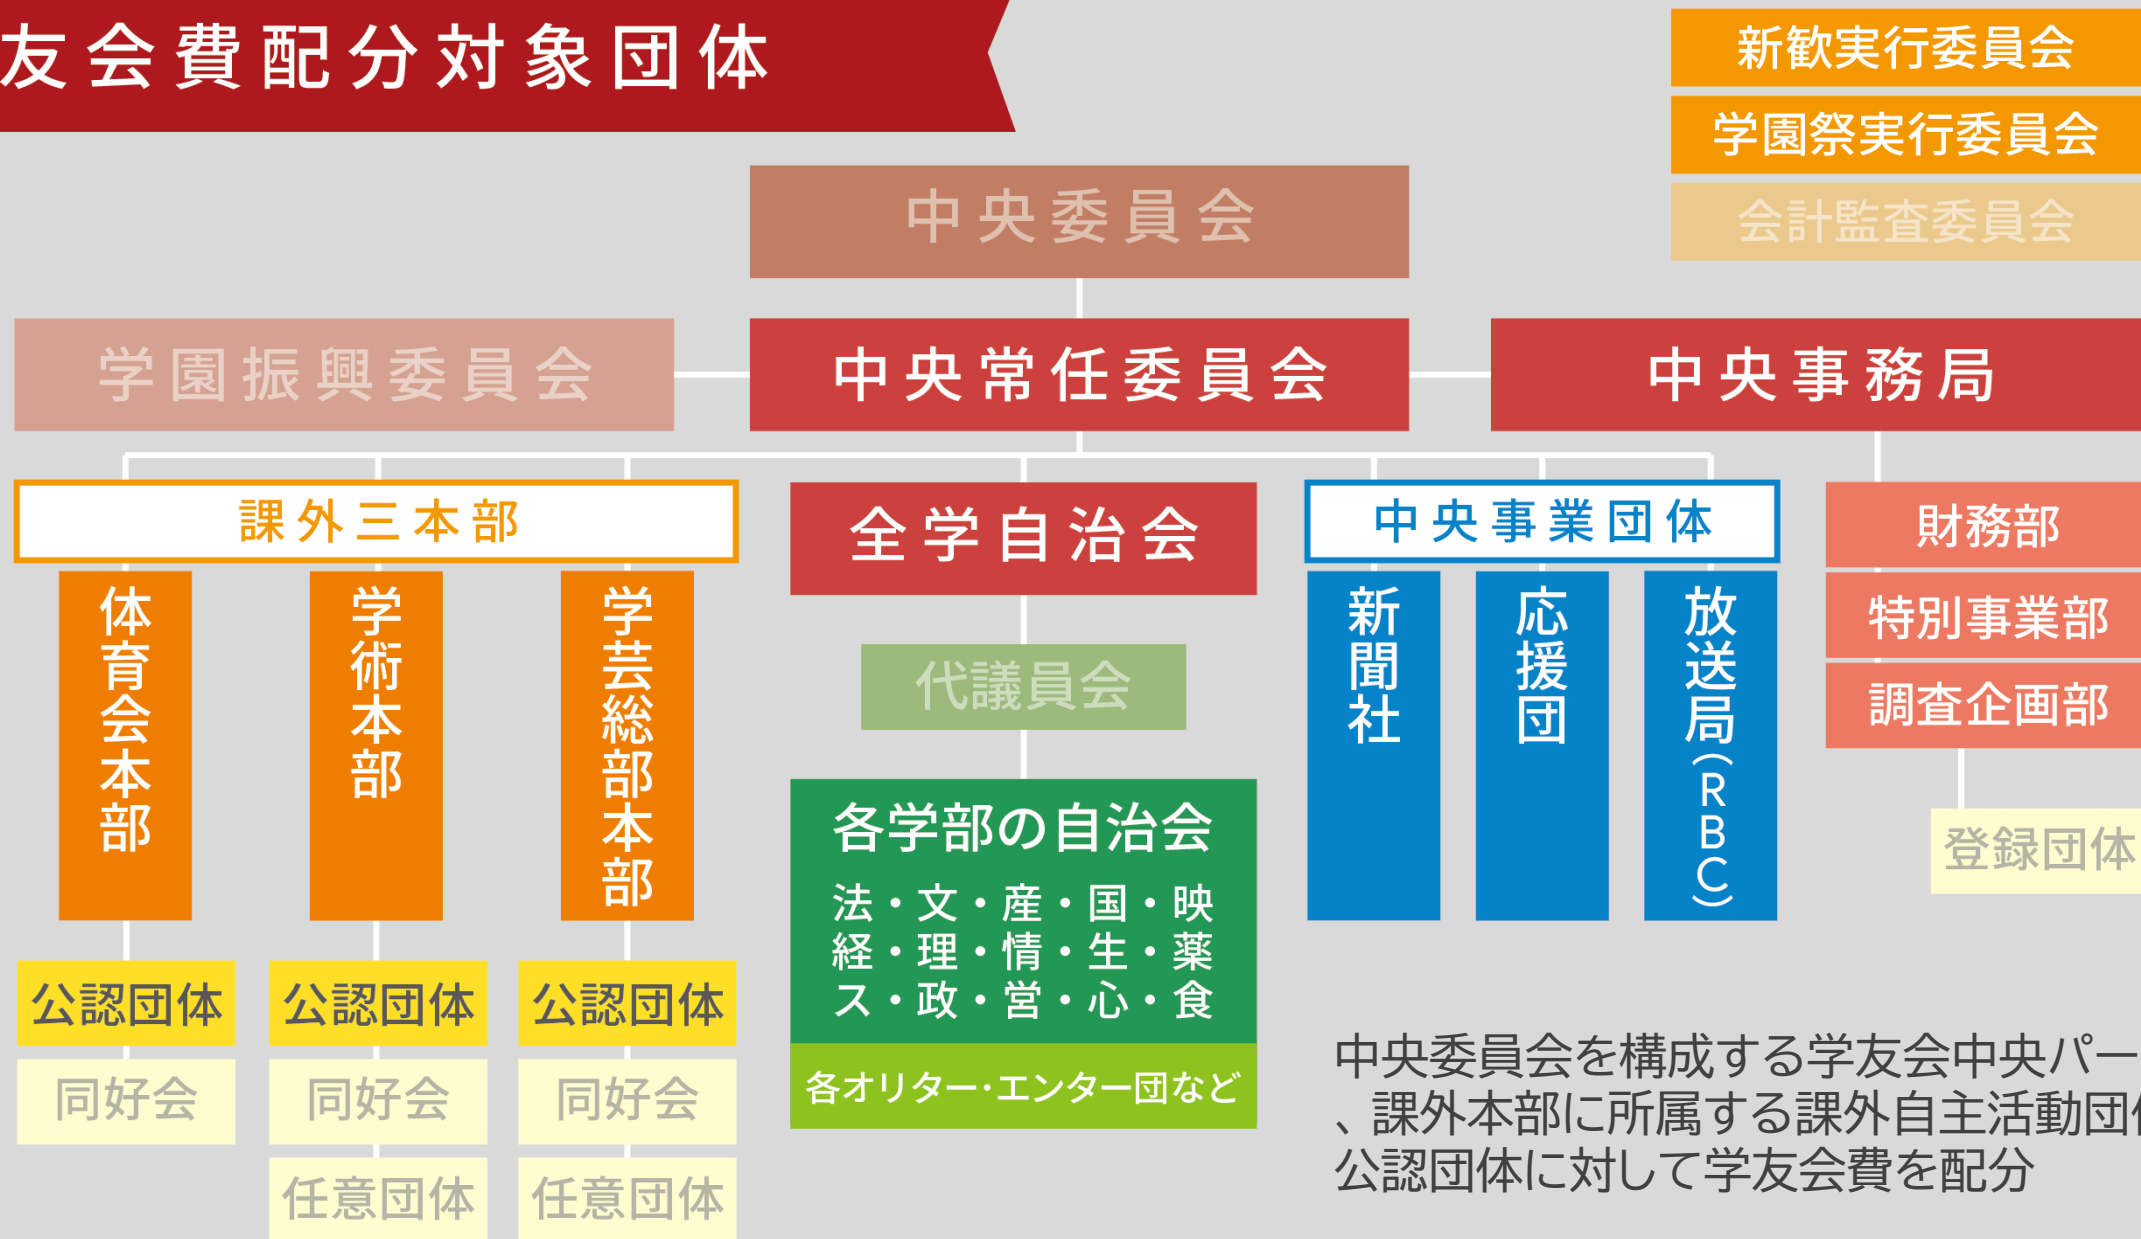 友会費配分対象団体
新歓実行委員会
学園祭実行委員会
会計監査委員会
中央委員会
学園振興委員会
中央常任委員会
中央事務局
課外三本部
体育会本部
学術本部
学芸総部本部
公認団体
公認団体
公認団体
同好会
同好会
同好会
任意団体
任意団体
全学自治会
代議員会
各学部の自治会
法・文・産・国・映
経・理・情・生・薬
ス・政・営・心・食
各オリター・エンター団など
中央事業団体
新聞社
応援団
放送局（RBC）
財務部
特別事業部
調査企画部
登録団体
中央委員会を構成する学友会中央パー
、課外本部に所属する課外自主活動団体
公認団体に対して学友会費を配分